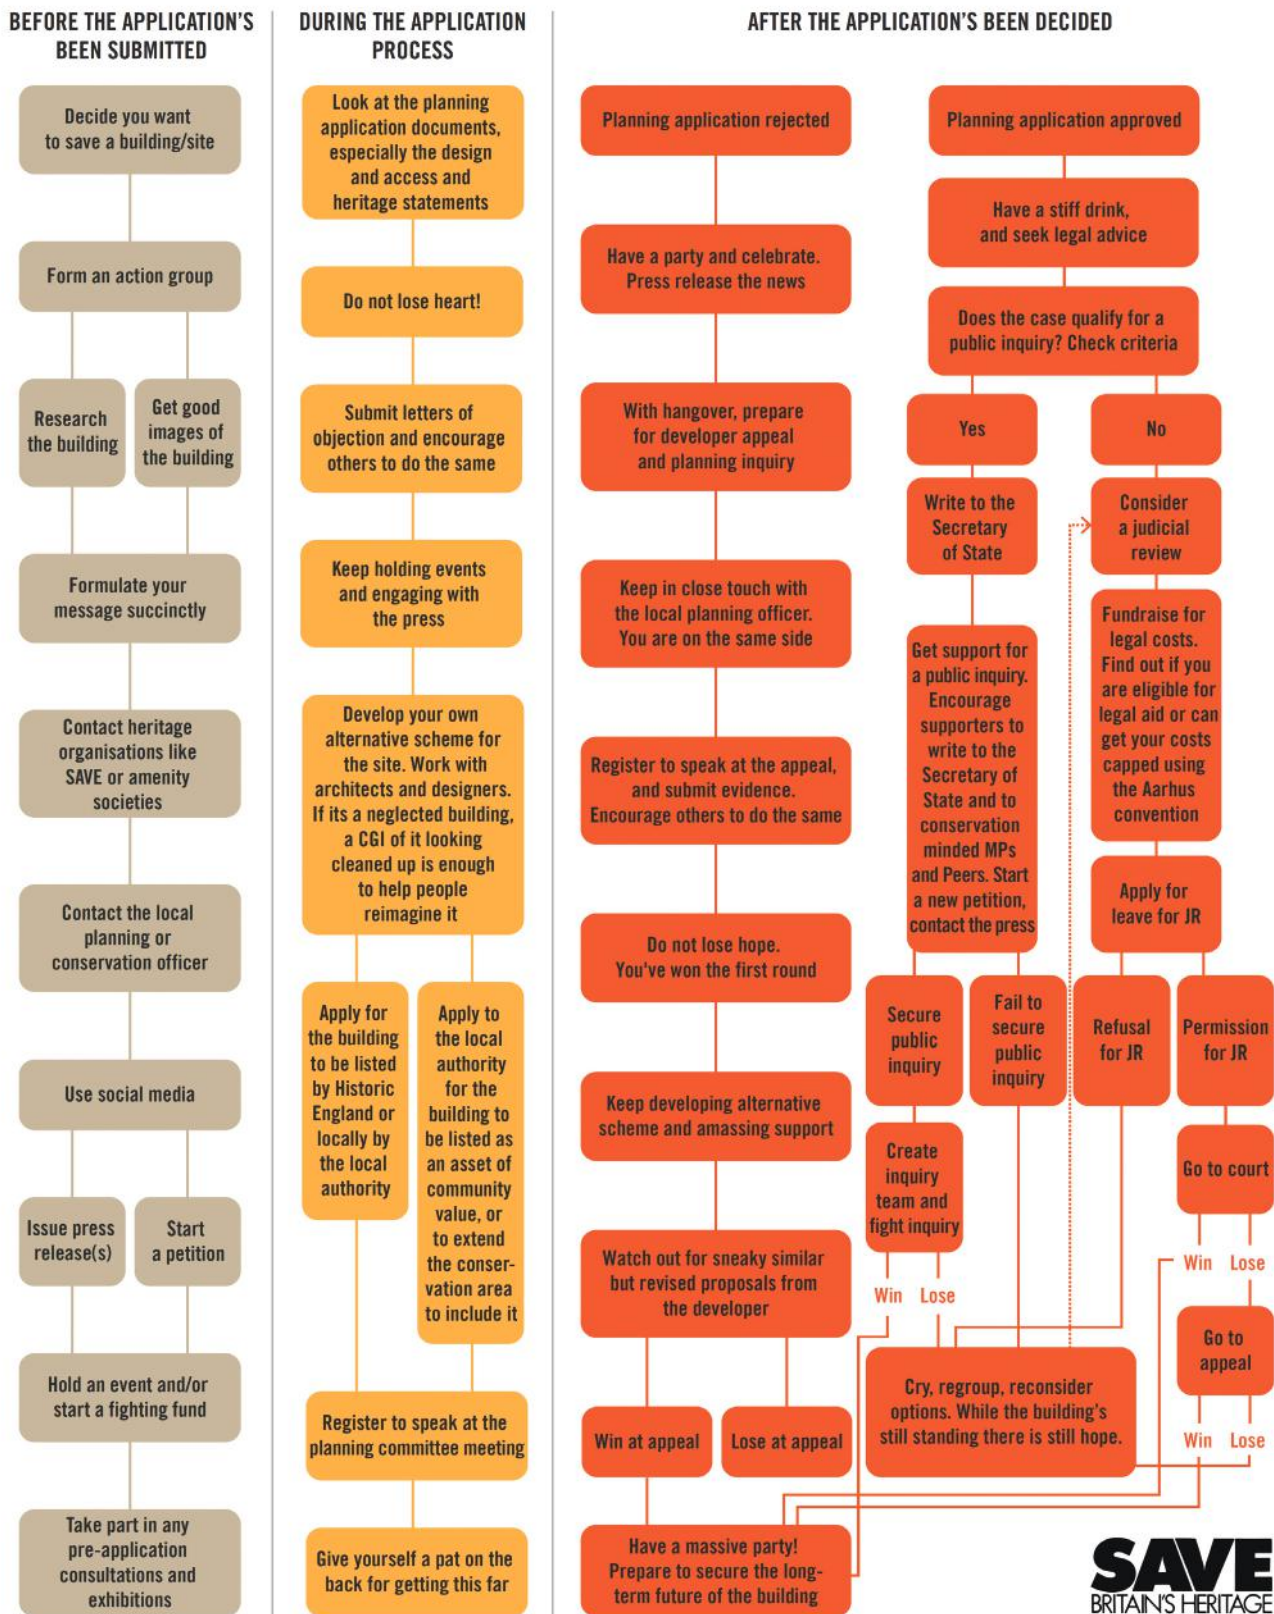 BEFORE THE APPLICATION'S
BEEN SUBMITTED
Decide you want
to save a building/site
Form an action group
Research
the building
Get good
images of
the building
Formulate your
message succinctly
Contact heritage
organisations like
SAVE or amenity
societies
Contact the local
planning or
conservation officer
Use social media
Issue press
release(s)
Start
a petition
Hold an event and/or
start a fighting fund
Take part in any
pre-application
consultations and
exhibitions
DURING THE APPLICATION
PROCESS
Look at the planning
application documents,
especially the design
and access and
heritage statements
Do not lose heart!
Submit letters of
objection and encourage
others to do the same
Keep holding events
and engaging with
the press
Develop your own
alternative scheme for
the site. Work with
architects and designers.
If its a neglected building,
a CGI of it looking
cleaned up is enough
to help people
reimagine it
Apply for
the building
to be listed
by Historic
England or
locally by
the local
authority
Apply to
the local
authority
for the
building to
be listed as
an asset of
community
value, or
to extend
the conser-
vation area
to include it
Register to speak at the
planning committee meeting
Give yourself a pat on the
back for getting this far
AFTER THE APPLICATION'S BEEN DECIDED
Planning application rejected
Have a party and celebrate.
Press release the news
With hangover, prepare
for developer appeal
and planning inquiry
Keep in close touch with
the local planning officer.
You are on the same side
Register to speak at the appeal,
and submit evidence.
Encourage others to do the same
Do not lose hope.
You've won the first round
Keep developing alternative
scheme and amassing support
Watch out for sneaky similar
but revised proposals from
the developer
Win at appeal
Lose at appeal
Have a massive party!
Prepare to secure the long-
term future of the building
Planning application approved
Have a stiff drink,
and seek legal advice
Does the case qualify for a
public inquiry? Check criteria
Yes
Write to the
Secretary
of State
Get support for
a public inquiry.
Encourage
supporters to
write to the
Secretary of
State and to
conservation
minded MPs
and Peers. Start
a new petition,
contact the press
Secure
public
inquiry
Fail to
secure
public
inquiry
Create
inquiry
team and
fight inquiry
Win
Lose
Cry, regroup, reconsider
options. While the building's
still standing there is still hope.
No
Consider
a judicial
review
Fundraise for
legal costs.
Find out if you
are eligible for
legal aid or can
get your costs
capped using
the Aarhus
convention
Apply for
leave for JR
Refusal
for JR
Permission
for JR
Go to court
Win
Lose
Go to
appeal
Win
Lose
SAVE
BRITAIN'S HERITAGE